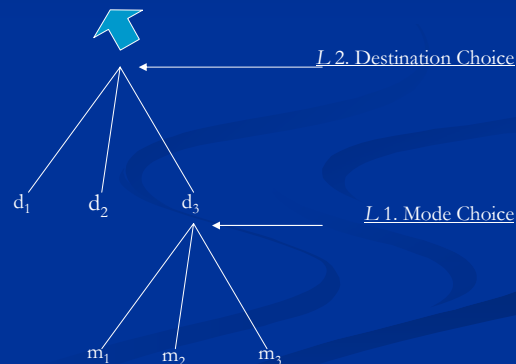 L 2. Destination Choice
d₁ d₂ d₃
L 1. Mode Choice
m₁ m₂ m₃